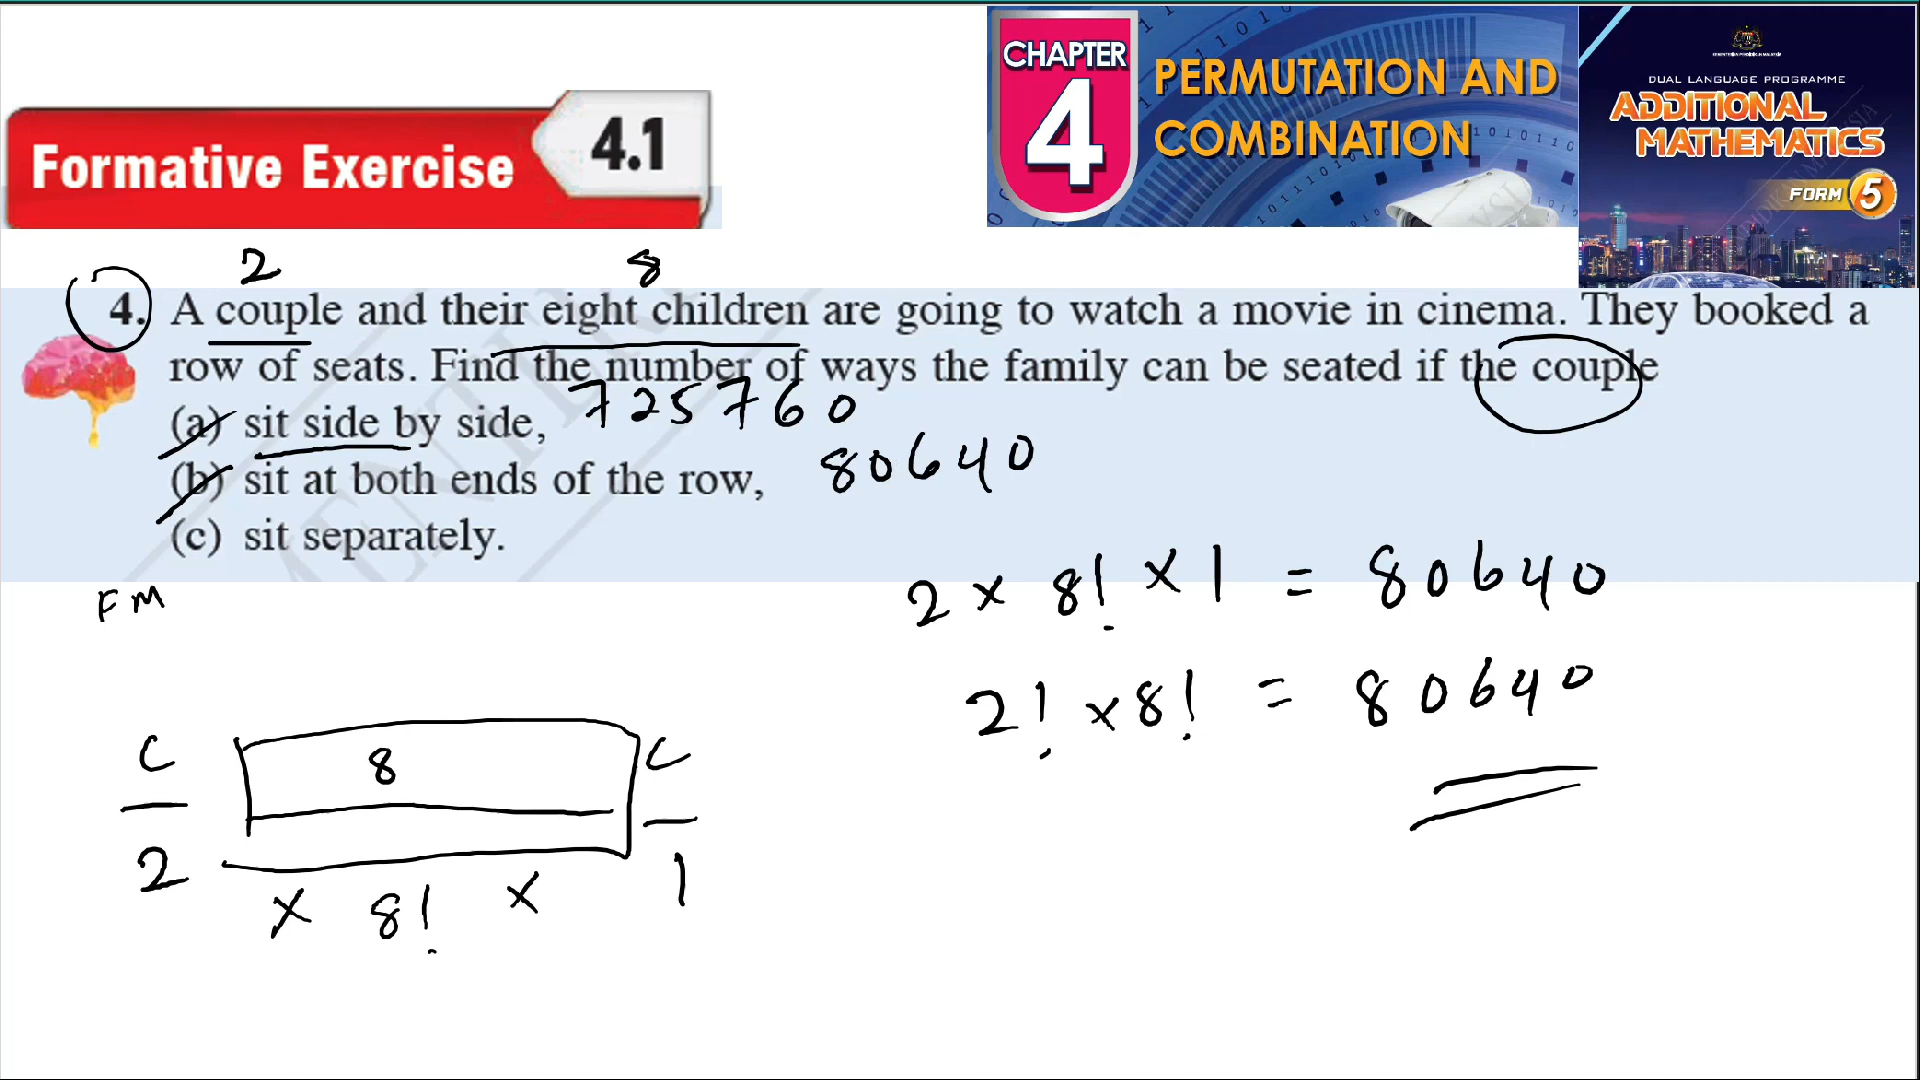 CHAPTER
4
PERMUTATION AND
COMBINATION
DUAL LANGUAGE PROGRAMME
ADDITIONAL
MATHEMATICS
FORM 5
Formative Exercise 4.1
2 8
4. A couple and their eight children are going to watch a movie in cinema. They booked a
row of seats. Find the number of ways the family can be seated if the couple
(a) sit side by side, 725760
(b) sit at both ends of the row, 80640
(c) sit separately.
FM
2 × 8! × 1 = 80640
2! × 8! = 80640
C 8 C
2 × 8! × 1